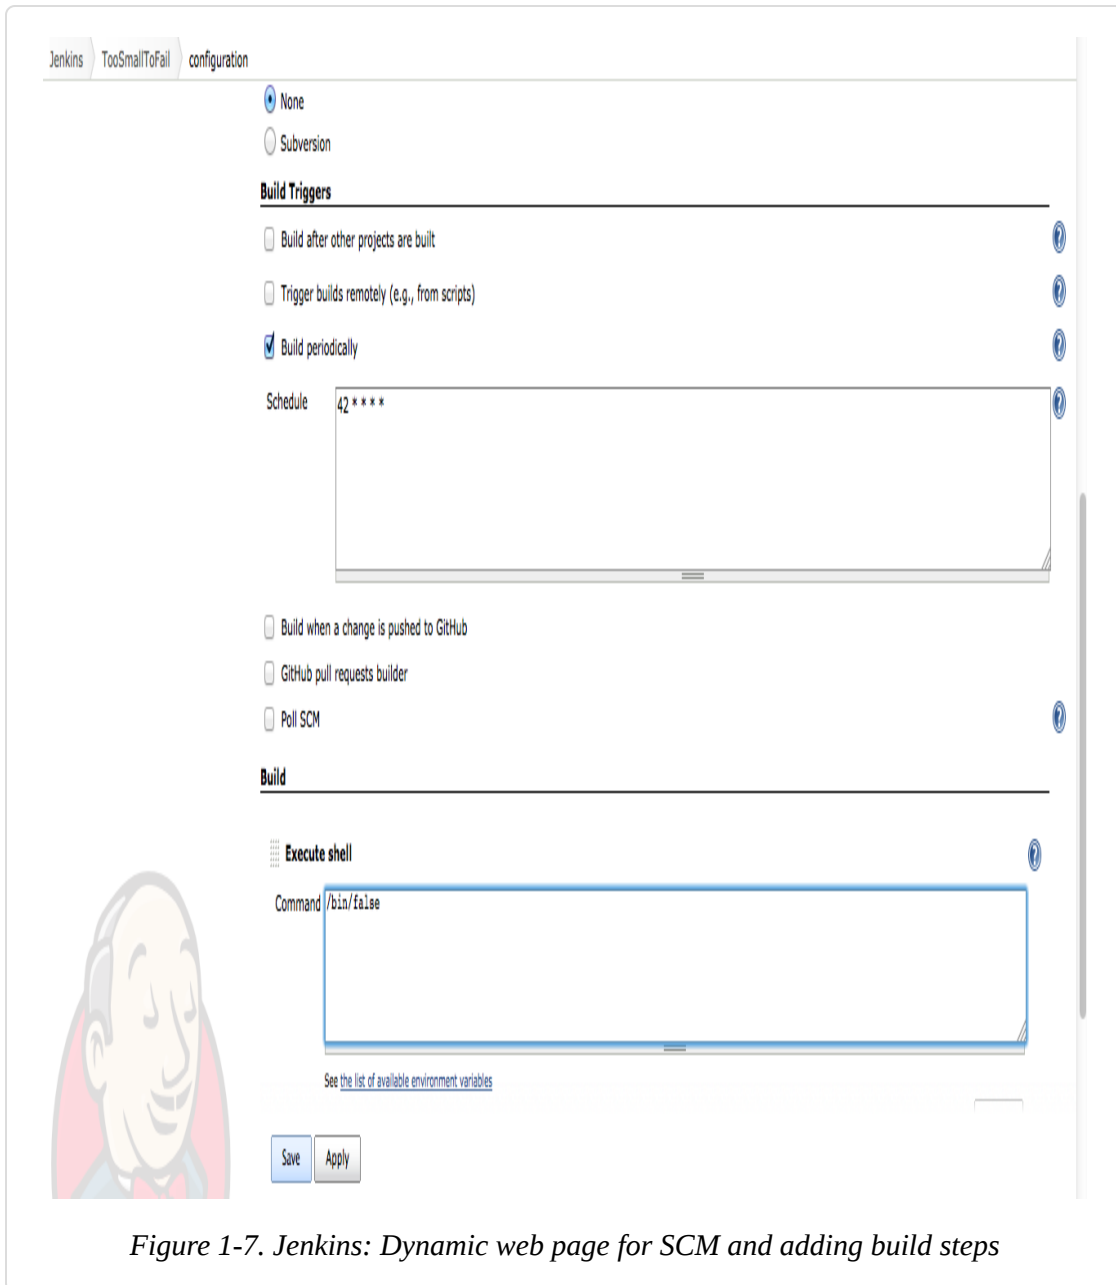 Jenkins TooSmallToFail configuration
None
Subversion
Build Triggers
Build after other projects are built
Trigger builds remotely (e.g., from scripts)
Build periodically
Schedule 42 * * * *
Build when a change is pushed to GitHub
GitHub pull requests builder
Poll SCM
Build
Execute shell
Command /bin/false
See the list of available environment variables
Save Apply
Figure 1-7. Jenkins: Dynamic web page for SCM and adding build steps